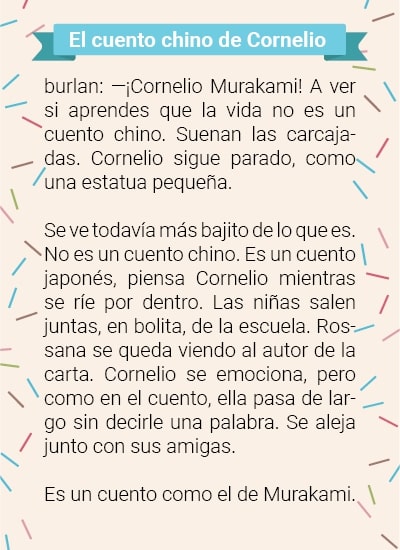 El cuento chino de Cornelio
burlan: —¡Cornelio Murakami! A ver
si aprendes que la vida no es un
cuento chino. Suenan las carcaja-
das. Cornelio sigue parado, como
una estatua pequeña.
Se ve todavía más bajito de lo que es.
No es un cuento chino. Es un cuento
japonés, piensa Cornelio mientras
se ríe por dentro. Las niñas salen
juntas, en bolita, de la escuela. Ros-
sana se queda viendo al autor de la
carta. Cornelio se emociona, pero
como en el cuento, ella pasa de lar-
go sin decirle una palabra. Se aleja
junto con sus amigas.
Es un cuento como el de Murakami.